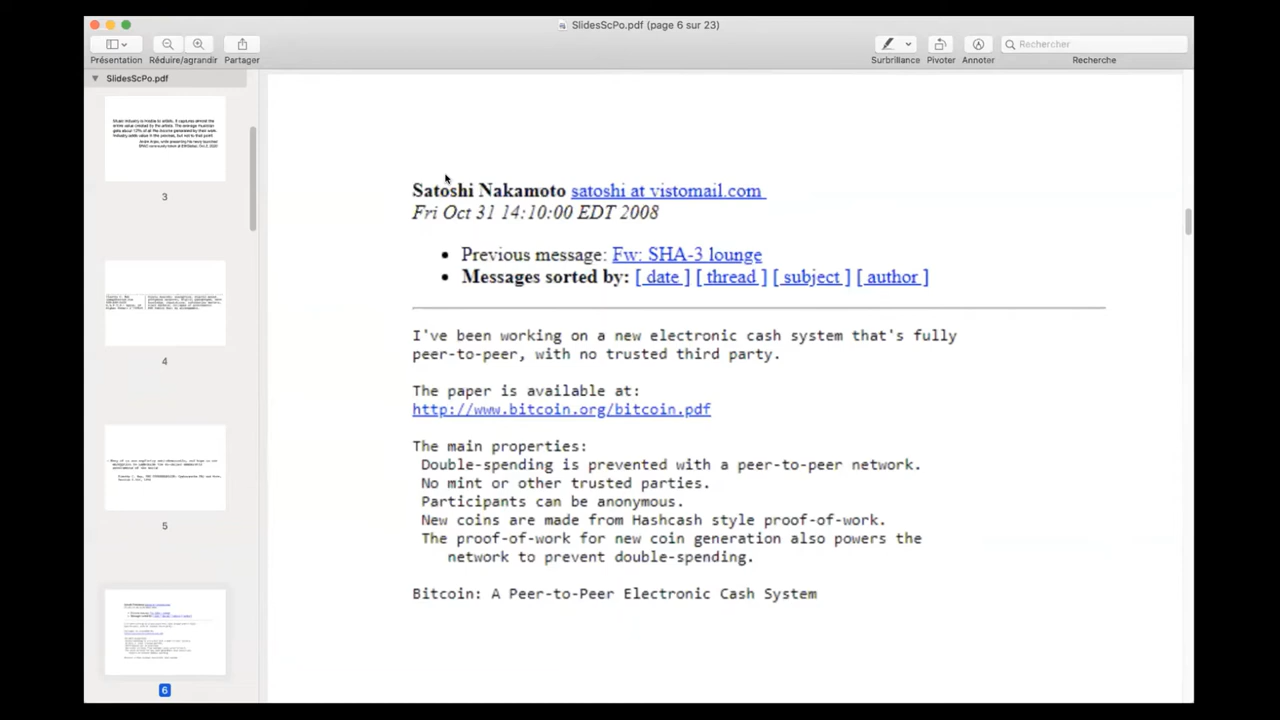 SlidesScPo.pdf (page 6 sur 23)
Présentation
Réduire/agrandir
Partager
Surbrillance
Pivoter
Annoter
Rechercher
Recherche
SlidesScPo.pdf
3
4
5
6
Satoshi Nakamoto satoshi at vistomail.com
Fri Oct 31 14:10:00 EDT 2008
• Previous message: Fw: SHA-3 lounge
• Messages sorted by: [ date ] [ thread ] [ subject ] [ author ]
I've been working on a new electronic cash system that's fully
peer-to-peer, with no trusted third party.
The paper is available at:
http://www.bitcoin.org/bitcoin.pdf
The main properties:
Double-spending is prevented with a peer-to-peer network.
No mint or other trusted parties.
Participants can be anonymous.
New coins are made from Hashcash style proof-of-work.
The proof-of-work for new coin generation also powers the
network to prevent double-spending.
Bitcoin: A Peer-to-Peer Electronic Cash System